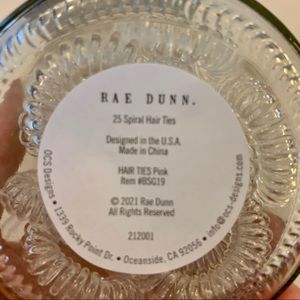 RAE DUNN.
25 Spiral Hair Ties
Designed in the U.S.A.
Made in China
HAIR TIES Pink
Item #BSG19
© 2021 Rae Dunn
All Rights Reserved
212001
OCS Designs • 1339 Rocky Point Dr. • Oceanside, CA 92056 • info@ocs-designs.com